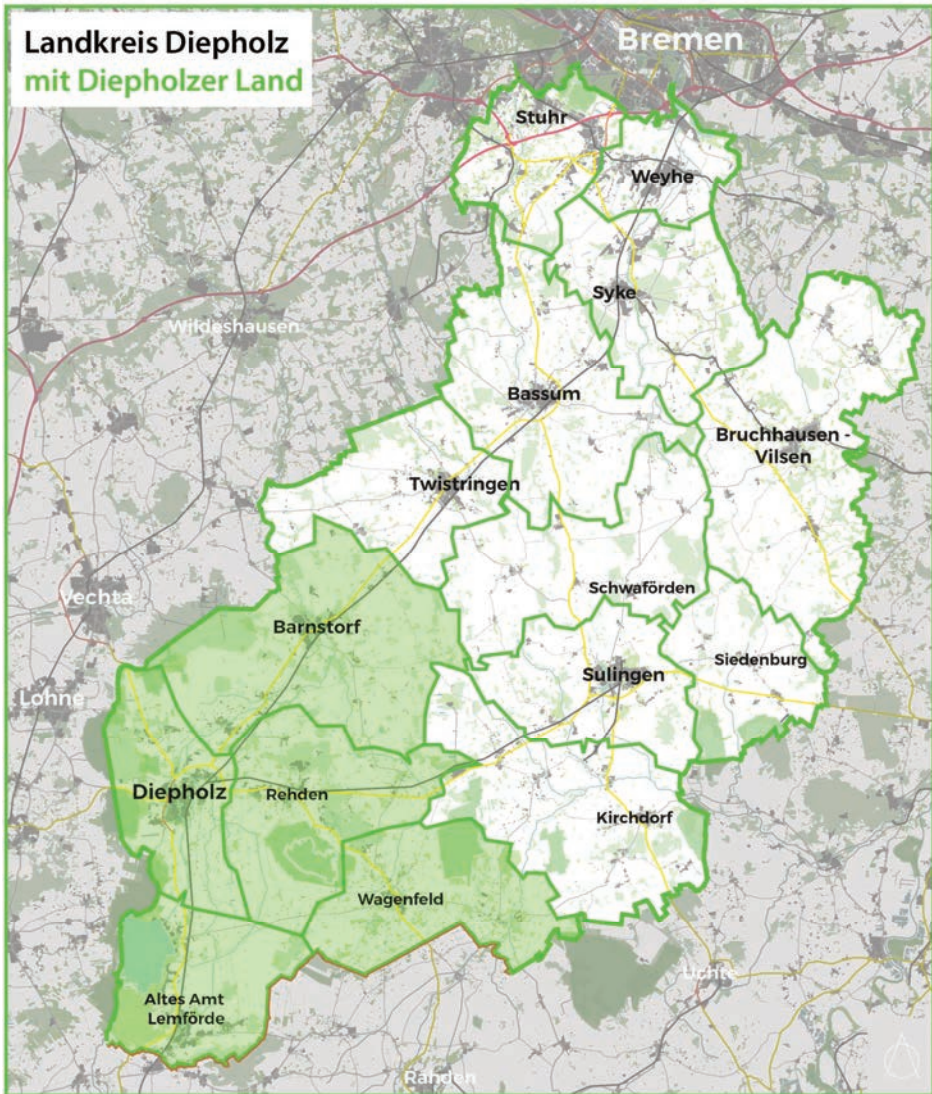 Landkreis Diepholz
mit Diepholzer Land
Bremen
Stuhr
Weyhe
Syke
Wildeshausen
Bassum
Bruchhausen -
Vilsen
Twistringen
Schwaförden
Vechta
Barnstorf
Siedenburg
Sulingen
Lohne
Diepholz
Rehden
Kirchdorf
Wagenfeld
Uchte
Altes Amt
Lemförde
Rahden